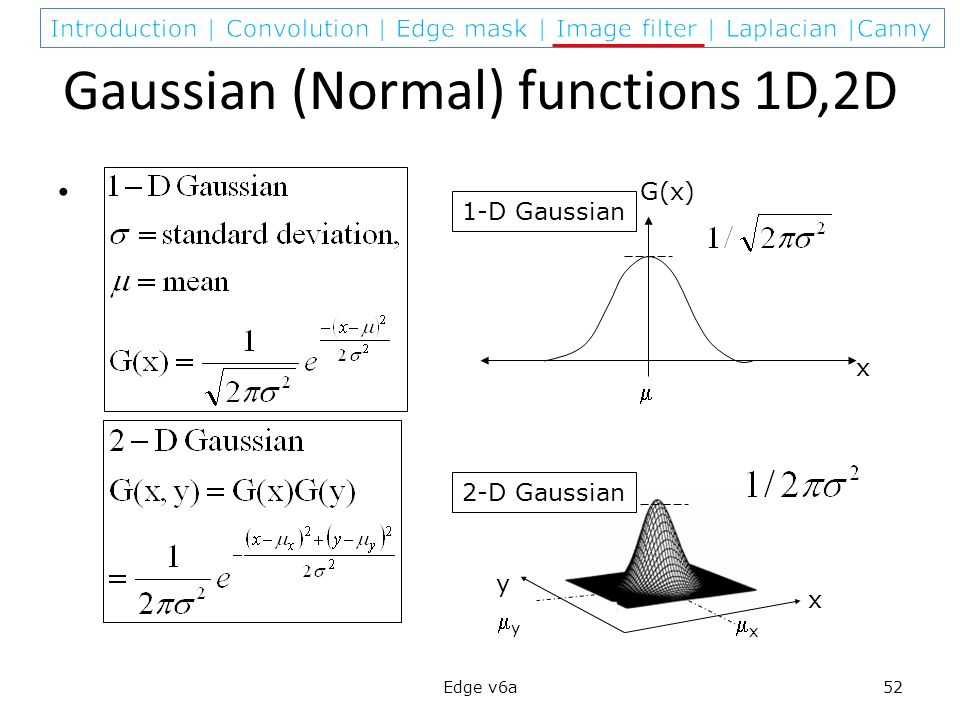 Introduction | Convolution | Edge mask | Image filter | Laplacian |Canny
Gaussian (Normal) functions 1D,2D
•
1−D Gaussian
σ = standard deviation,
μ = mean
G(x) = 1/√(2πσ²) e^(−(x−μ)²/2σ²)
2−D Gaussian
G(x, y) = G(x)G(y)
= 1/(2πσ²) e^(−((x−μx)²+(y−μy)²)/2σ²)
1-D Gaussian
G(x)
1/√(2πσ²)
x
μ
2-D Gaussian
1/2πσ²
y
x
μy
μx
Edge v6a
52